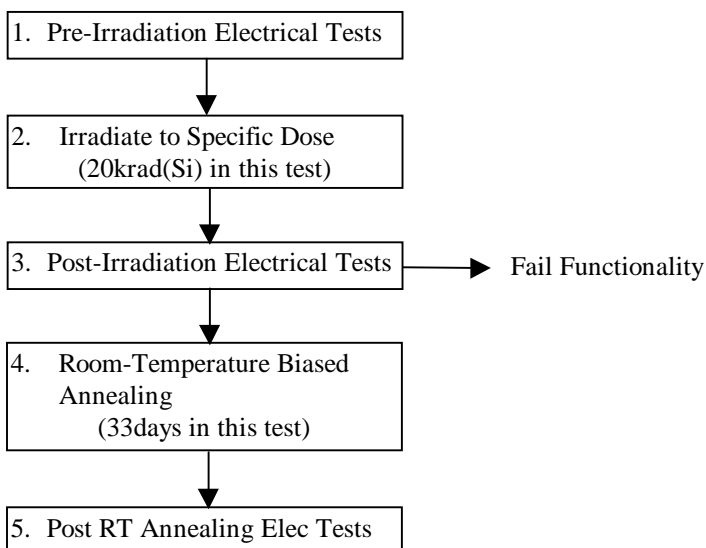 1. Pre-Irradiation Electrical Tests
2. Irradiate to Specific Dose
(20krad(Si) in this test)
3. Post-Irradiation Electrical Tests
Fail Functionality
4. Room-Temperature Biased
Annealing
(33days in this test)
5. Post RT Annealing Elec Tests